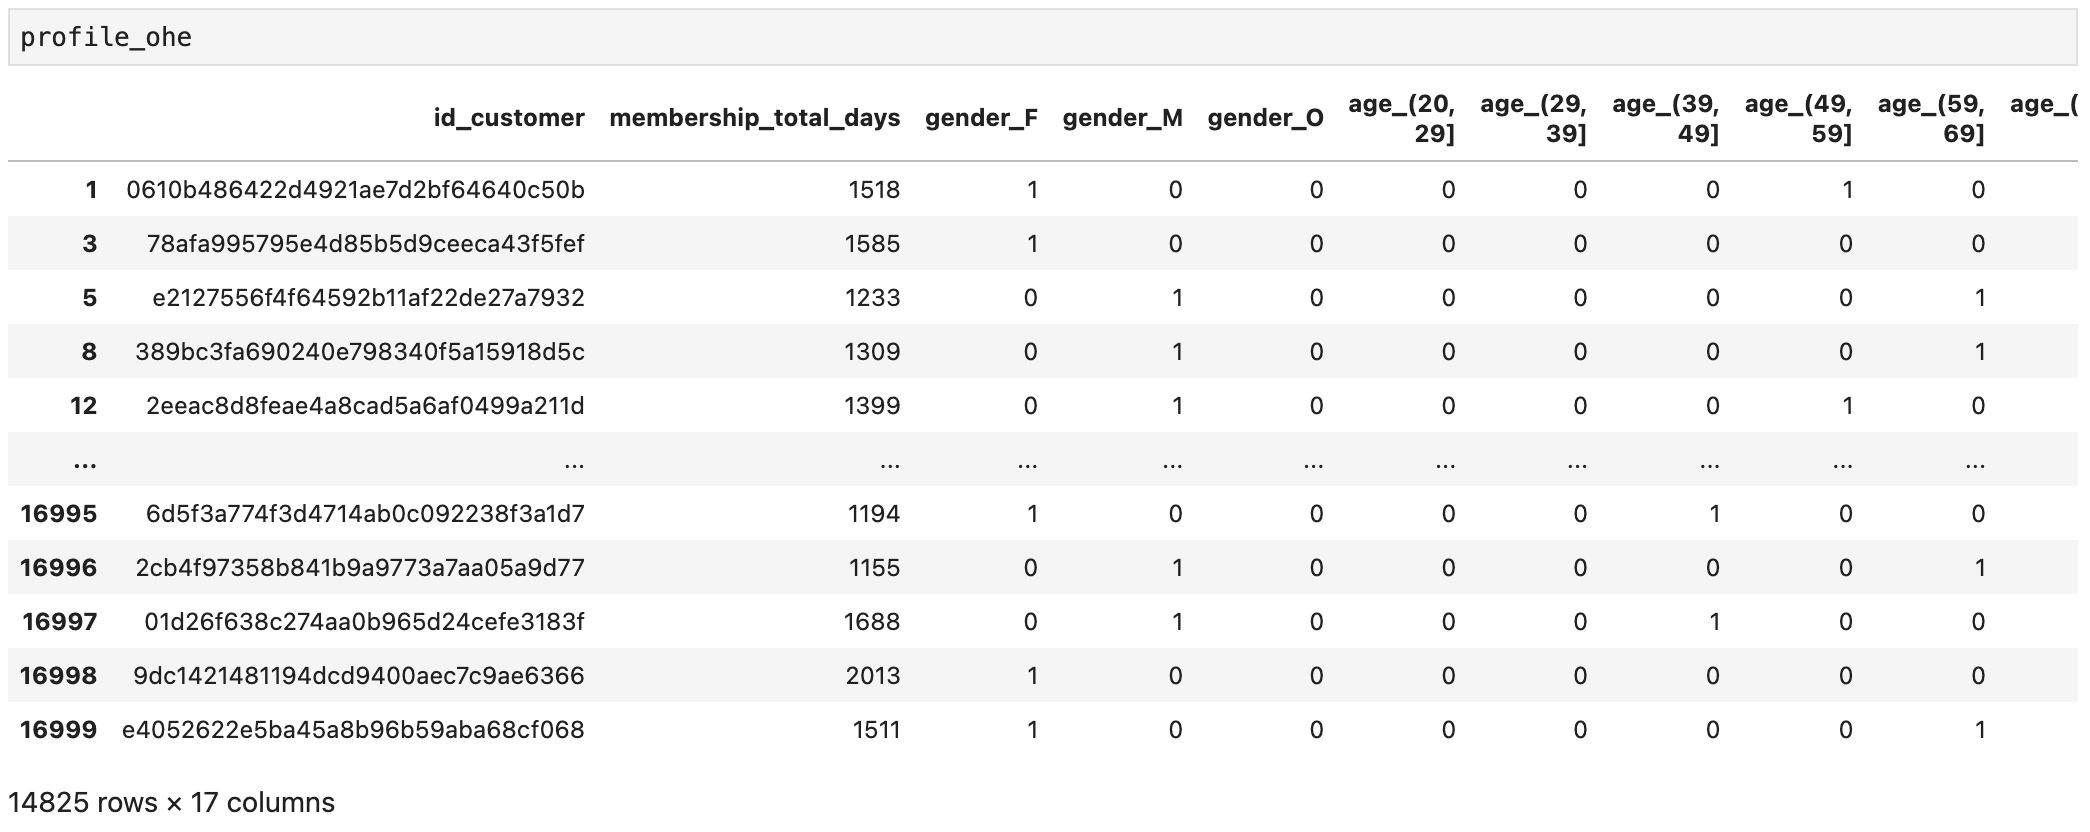 profile_ohe
id_customer membership_total_days gender_F gender_M gender_O age_(20, 29] age_(29, 39] age_(39, 49] age_(49, 59] age_(59, 69] age_(
1 0610b486422d4921ae7d2bf64640c50b 1518 1 0 0 0 0 0 1 0
3 78afa995795e4d85b5d9ceeca43f5fef 1585 1 0 0 0 0 0 0 0
5 e2127556f4f64592b11af22de27a7932 1233 0 1 0 0 0 0 0 1
8 389bc3fa690240e798340f5a15918d5c 1309 0 1 0 0 0 0 0 1
12 2eeac8d8feae4a8cad5a6af0499a211d 1399 0 1 0 0 0 0 1 0
... ... ... ... ... ... ... ... ... ... ...
16995 6d5f3a774f3d4714ab0c092238f3a1d7 1194 1 0 0 0 0 1 0 0
16996 2cb4f97358b841b9a9773a7aa05a9d77 1155 0 1 0 0 0 0 0 1
16997 01d26f638c274aa0b965d24cefe3183f 1688 0 1 0 0 0 1 0 0
16998 9dc1421481194dcd9400aec7c9ae6366 2013 1 0 0 0 0 0 0 0
16999 e4052622e5ba45a8b96b59aba68cf068 1511 1 0 0 0 0 0 0 1
14825 rows × 17 columns